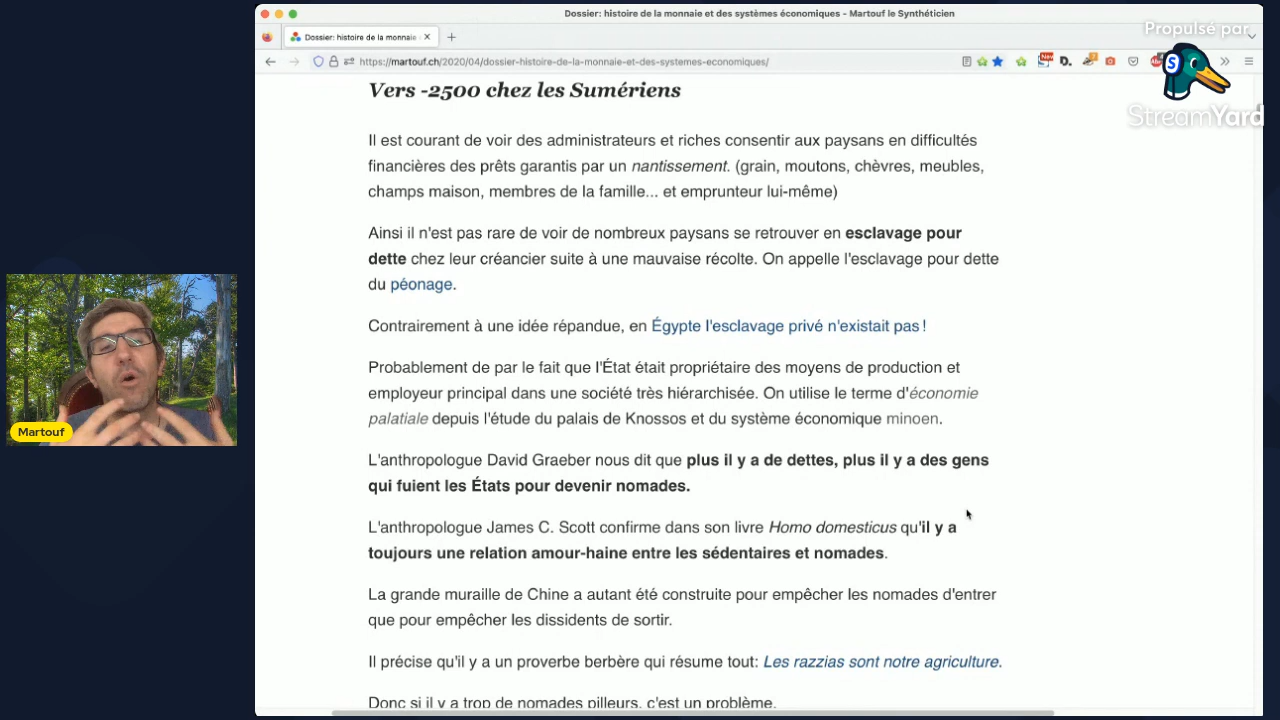 Dossier: histoire de la monnaie et des systèmes économiques - Martouf le Synthéticien
Propulsé par
Dossier: histoire de la monnaie
https://martouf.ch/2020/04/dossier-histoire-de-la-monnaie-et-des-systemes-economiques/
New
D.
S
StreamYard
Vers -2500 chez les Sumériens
Il est courant de voir des administrateurs et riches consentir aux paysans en difficultés
financières des prêts garantis par un nantissement. (grain, moutons, chèvres, meubles,
champs maison, membres de la famille... et emprunteur lui-même)
Ainsi il n'est pas rare de voir de nombreux paysans se retrouver en esclavage pour
dette chez leur créancier suite à une mauvaise récolte. On appelle l'esclavage pour dette
du péonage.
Contrairement à une idée répandue, en Égypte l'esclavage privé n'existait pas !
Probablement de par le fait que l'État était propriétaire des moyens de production et
employeur principal dans une société très hiérarchisée. On utilise le terme d'économie
palatiale depuis l'étude du palais de Knossos et du système économique minoen.
Martouf
L'anthropologue David Graeber nous dit que plus il y a de dettes, plus il y a des gens
qui fuient les États pour devenir nomades.
L'anthropologue James C. Scott confirme dans son livre Homo domesticus qu'il y a
toujours une relation amour-haine entre les sédentaires et nomades.
La grande muraille de Chine a autant été construite pour empêcher les nomades d'entrer
que pour empêcher les dissidents de sortir.
Il précise qu'il y a un proverbe berbère qui résume tout: Les razzias sont notre agriculture.
Donc si il y a trop de nomades pilleurs, c'est un problème.